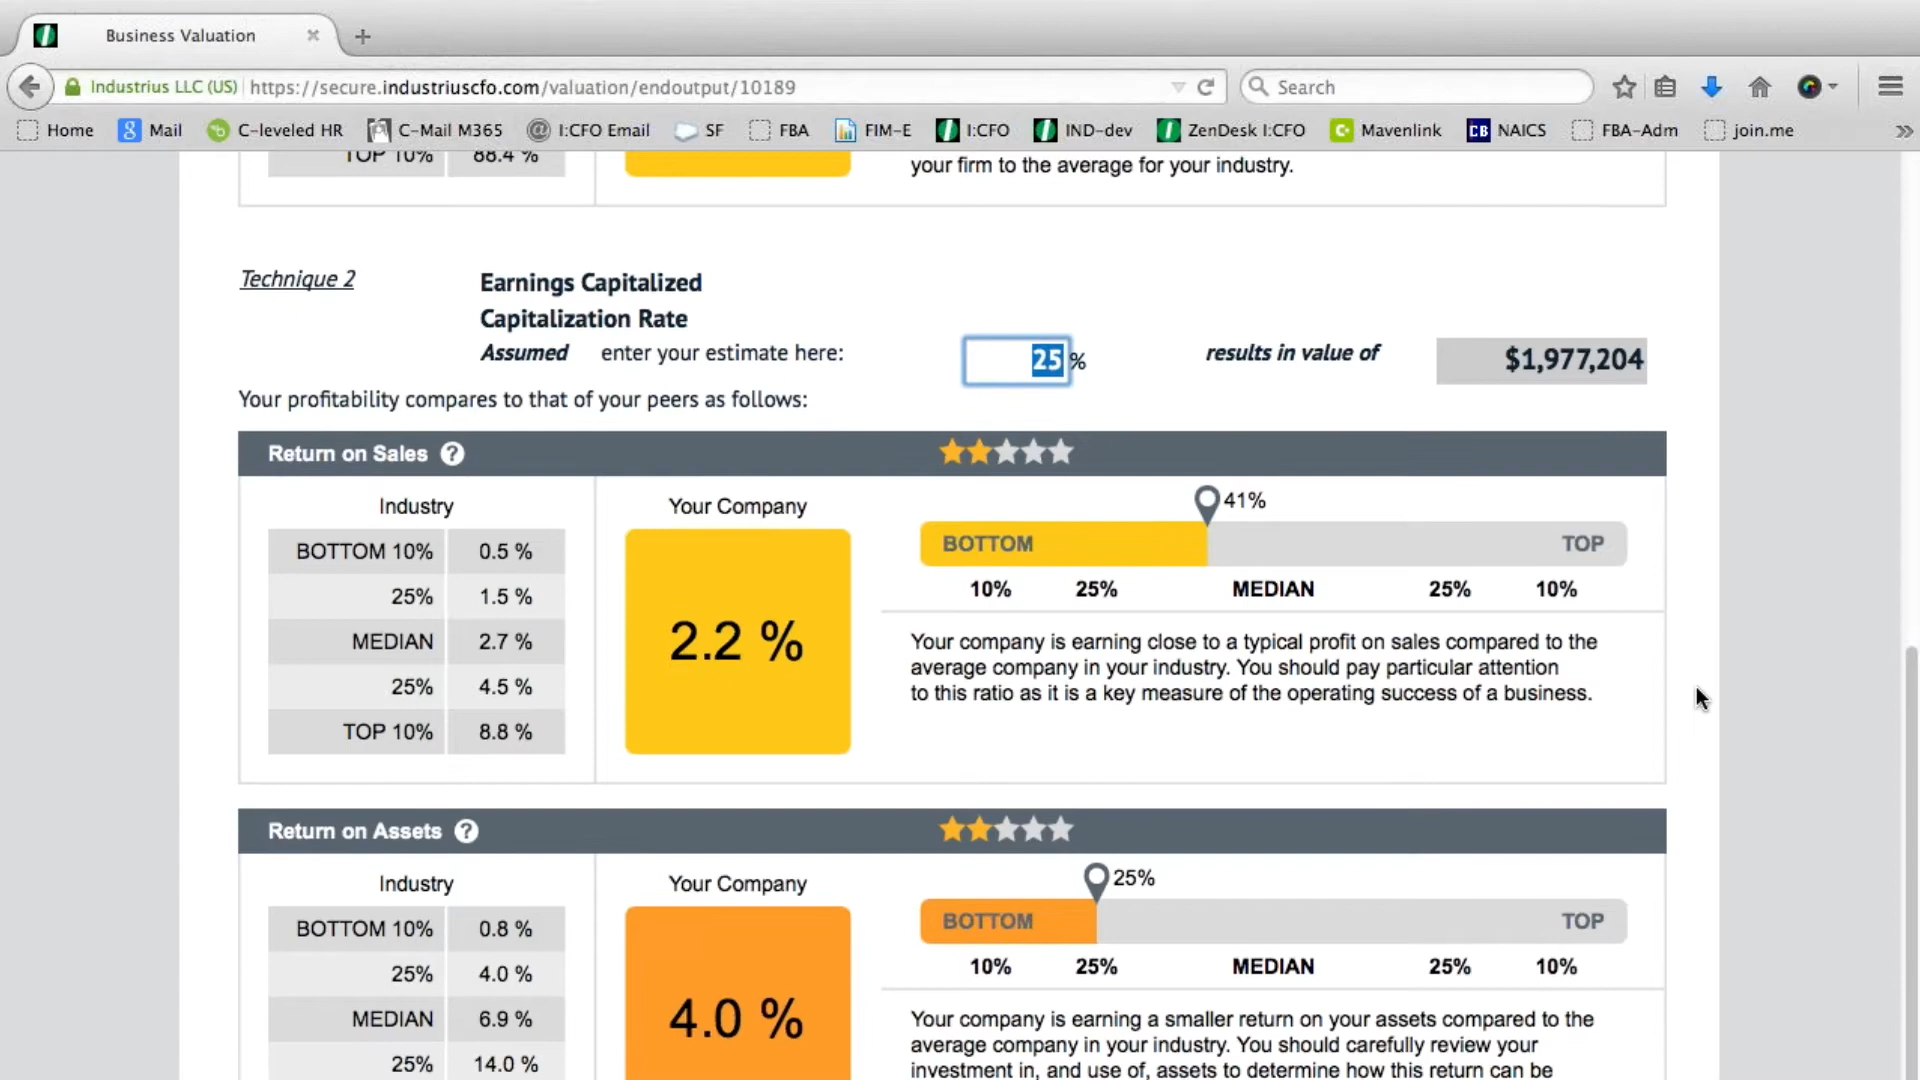 Business Valuation
Industrius LLC (US) https://secure.industriuscfo.com/valuation/endoutput/10189 Search
Home Mail C-leveled HR C-Mail M365 I:CFO Email SF FBA FIM-E I:CFO IND-dev ZenDesk I:CFO Mavenlink CB NAICS FBA-Adm join.me
TOP 10% 88.4 %
your firm to the average for your industry.
Technique 2
Earnings Capitalized
Capitalization Rate
Assumed enter your estimate here: 25 % results in value of $1,977,204
Your profitability compares to that of your peers as follows:
Return on Sales ?
Industry
BOTTOM 10% 0.5 %
25% 1.5 %
MEDIAN 2.7 %
25% 4.5 %
TOP 10% 8.8 %
Your Company
2.2 %
41%
BOTTOM TOP
10% 25% MEDIAN 25% 10%
Your company is earning close to a typical profit on sales compared to the
average company in your industry. You should pay particular attention
to this ratio as it is a key measure of the operating success of a business.
Return on Assets ?
Industry
BOTTOM 10% 0.8 %
25% 4.0 %
MEDIAN 6.9 %
25% 14.0 %
Your Company
4.0 %
25%
BOTTOM TOP
10% 25% MEDIAN 25% 10%
Your company is earning a smaller return on your assets compared to the
average company in your industry. You should carefully review your
investment in, and use of, assets to determine how this return can be